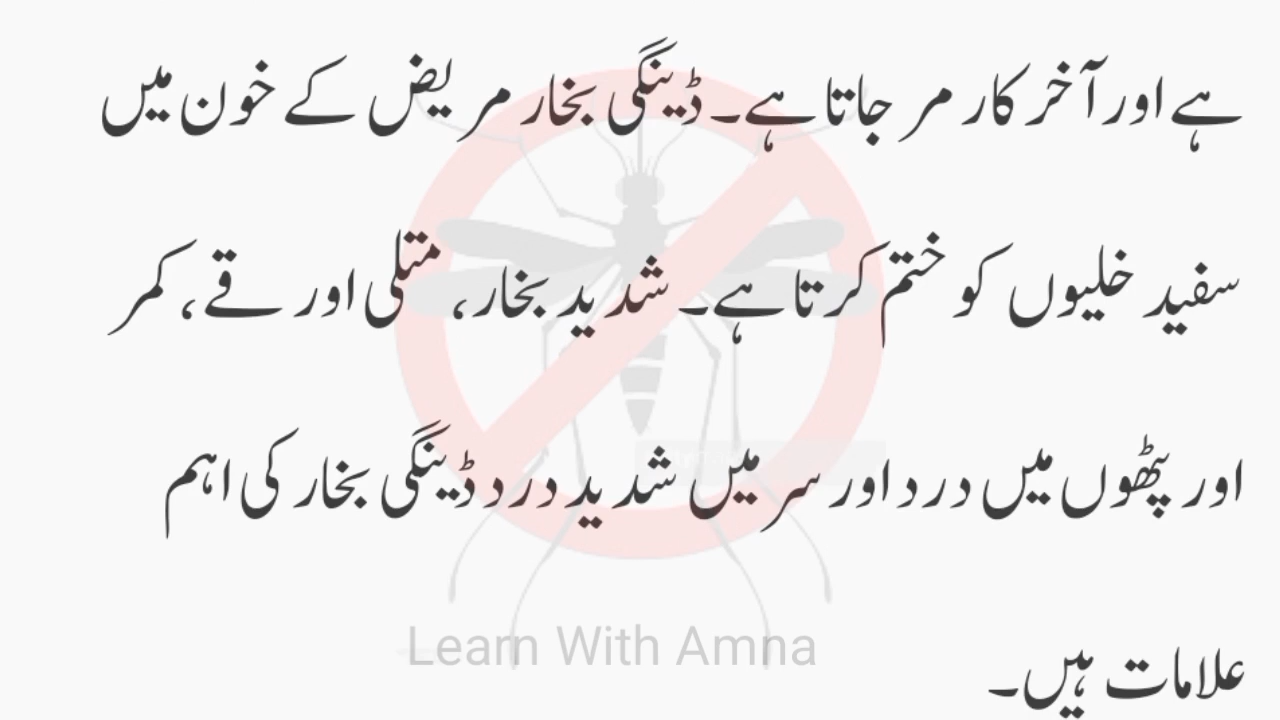 ہے اور آخر کار مر جاتا ہے۔ ڈینگی بخار مریض کے خون میں
سفید خلیوں کو ختم کرتا ہے۔ شدید بخار، متلی اور قے، کمر
اور پٹھوں میں درد اور سر میں شدید درد ڈینگی بخار کی اہم
علامات ہیں۔
Learn With Amna